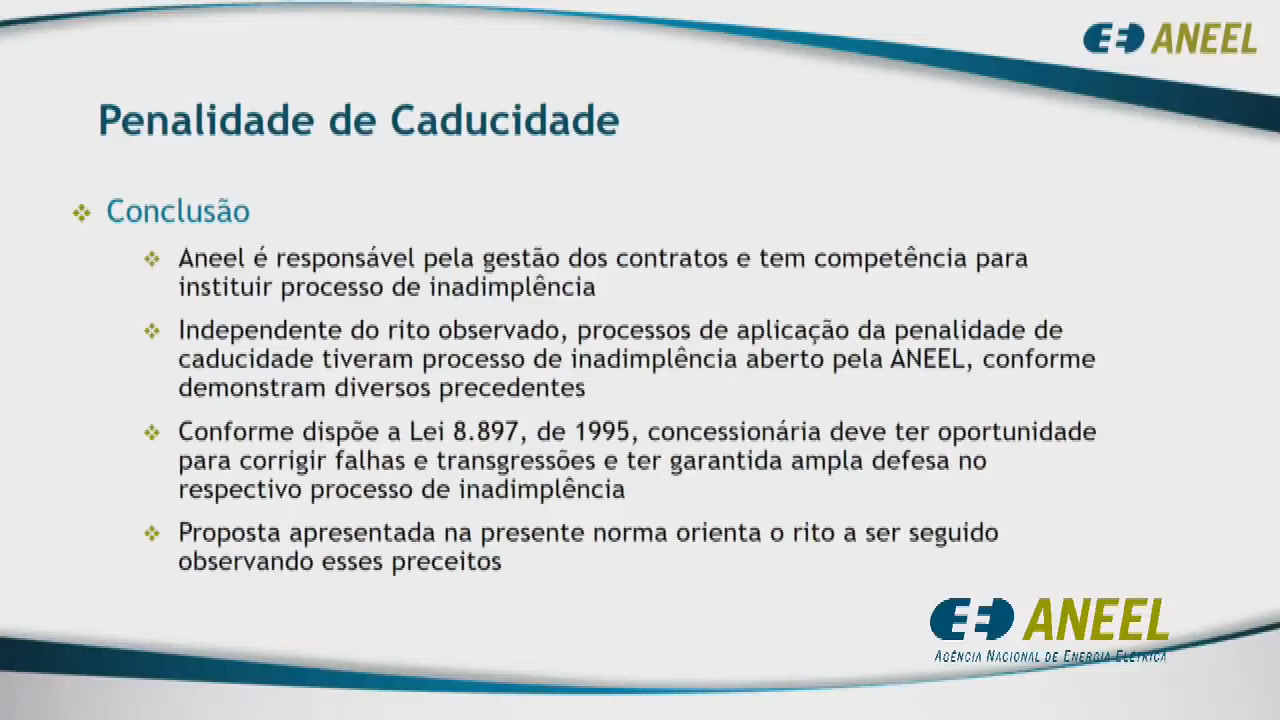 ANEEL
Penalidade de Caducidade
Conclusão
Aneel é responsável pela gestão dos contratos e tem competência para
instituir processo de inadimplência
Independente do rito observado, processos de aplicação da penalidade de
caducidade tiveram processo de inadimplência aberto pela ANEEL, conforme
demonstram diversos precedentes
Conforme dispõe a Lei 8.897, de 1995, concessionária deve ter oportunidade
para corrigir falhas e transgressões e ter garantida ampla defesa no
respectivo processo de inadimplência
Proposta apresentada na presente norma orienta o rito a ser seguido
observando esses preceitos
ANEEL
AGÊNCIA NACIONAL DE ENERGIA ELÉTRICA